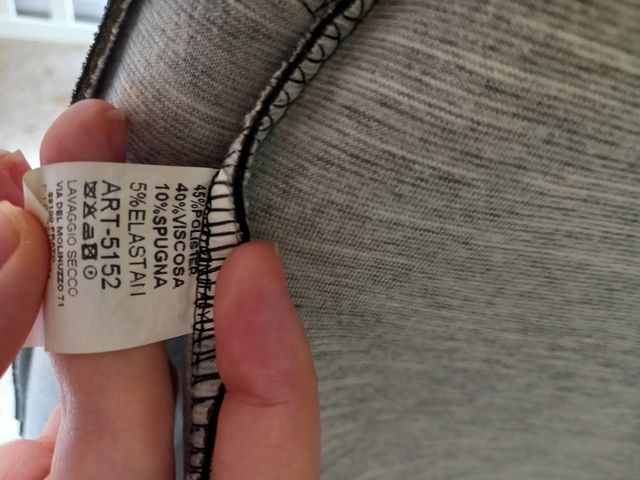 45%POLISTER
40%VISCOSA
10%SPUGNA
5%ELASTAN
ART-5152
LAVAGGIO SECCO
VIA DEL MOLINUZZO 71